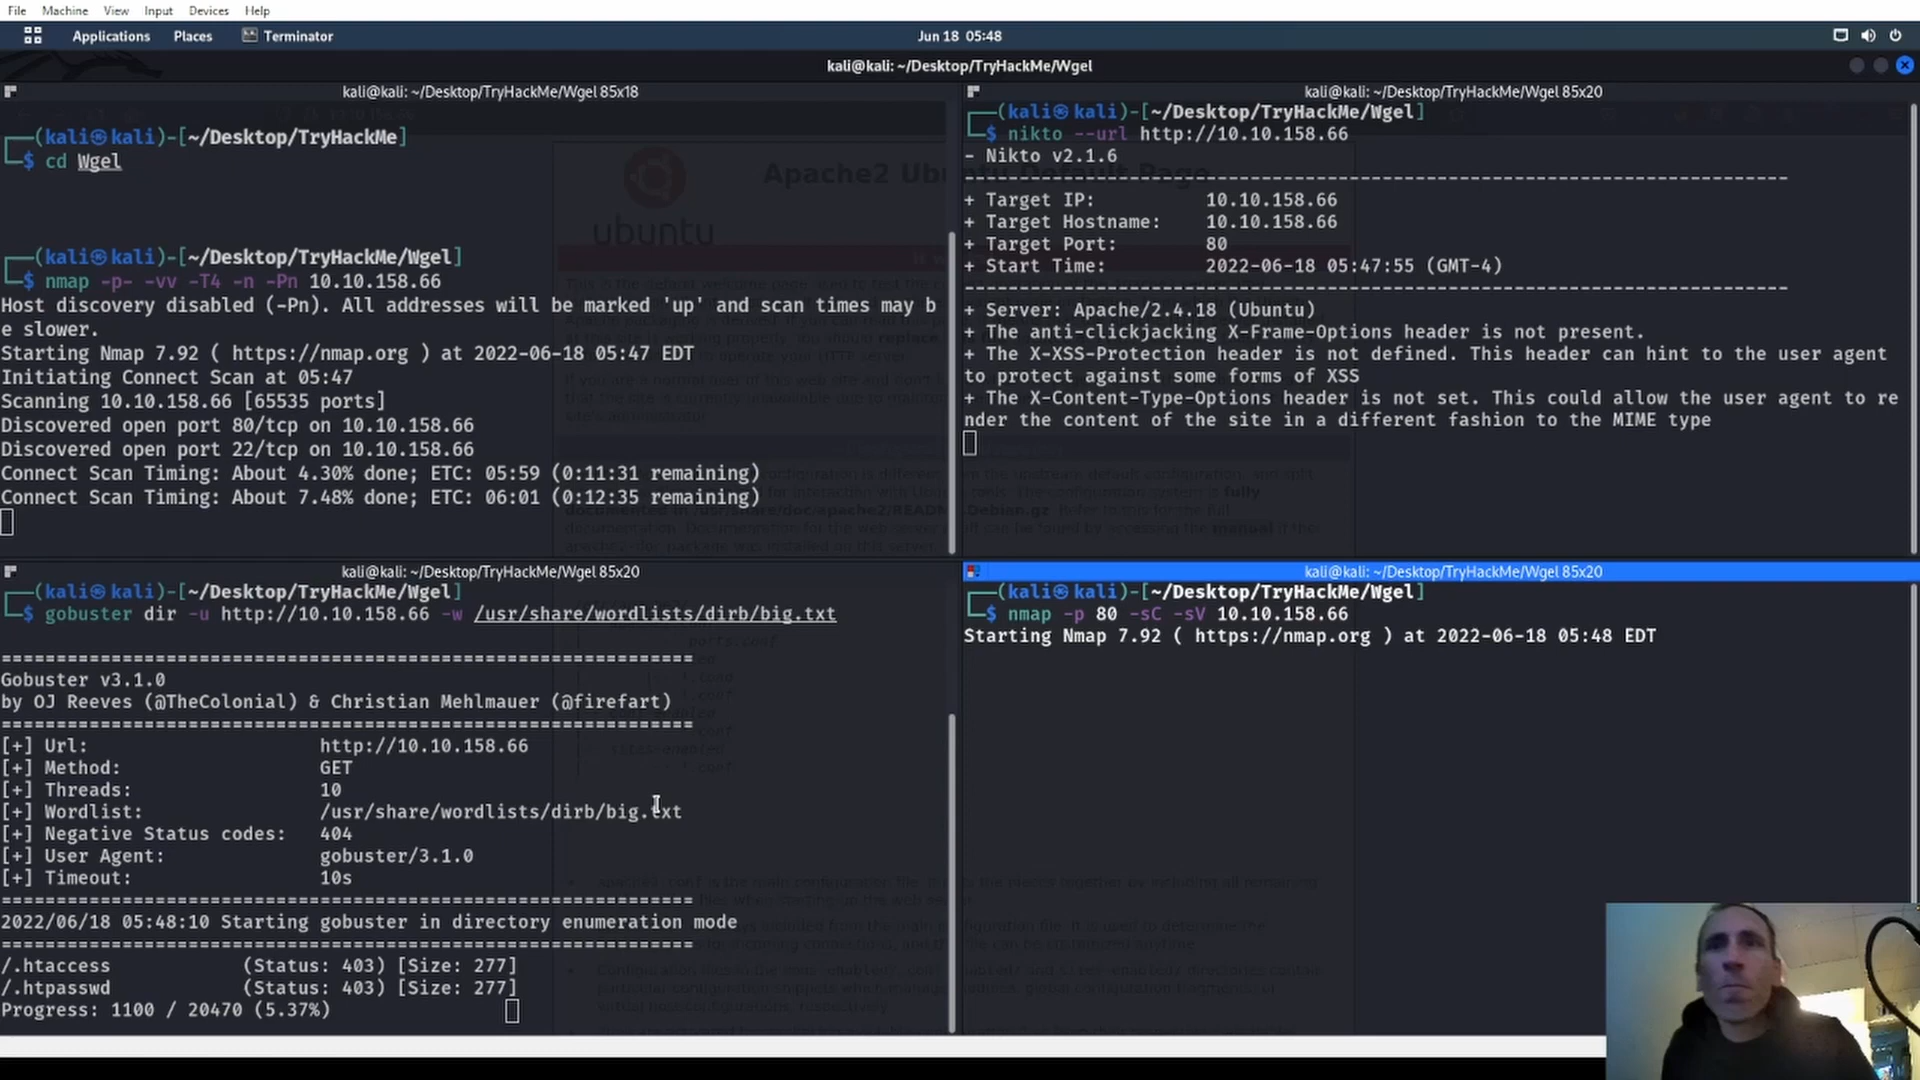 File Machine View Input Devices Help
Applications Places Terminator Jun 18 05:48
kali@kali: ~/Desktop/TryHackMe/Wgel
kali@kali: ~/Desktop/TryHackMe/Wgel 85x18
(kali㉿kali)-[~/Desktop/TryHackMe]
$ cd Wgel
(kali㉿kali)-[~/Desktop/TryHackMe/Wgel]
$ nmap -p- -vv -T4 -n -Pn 10.10.158.66
Host discovery disabled (-Pn). All addresses will be marked 'up' and scan times may b
e slower.
Starting Nmap 7.92 ( https://nmap.org ) at 2022-06-18 05:47 EDT
Initiating Connect Scan at 05:47
Scanning 10.10.158.66 [65535 ports]
Discovered open port 80/tcp on 10.10.158.66
Discovered open port 22/tcp on 10.10.158.66
Connect Scan Timing: About 4.30% done; ETC: 05:59 (0:11:31 remaining)
Connect Scan Timing: About 7.48% done; ETC: 06:01 (0:12:35 remaining)
kali@kali: ~/Desktop/TryHackMe/Wgel 85x20
(kali㉿kali)-[~/Desktop/TryHackMe/Wgel]
$ nikto --url http://10.10.158.66
- Nikto v2.1.6
---------------------------------------------------------------------------
+ Target IP: 10.10.158.66
+ Target Hostname: 10.10.158.66
+ Target Port: 80
+ Start Time: 2022-06-18 05:47:55 (GMT-4)
---------------------------------------------------------------------------
+ Server: Apache/2.4.18 (Ubuntu)
+ The anti-clickjacking X-Frame-Options header is not present.
+ The X-XSS-Protection header is not defined. This header can hint to the user agent
to protect against some forms of XSS
+ The X-Content-Type-Options header is not set. This could allow the user agent to re
nder the content of the site in a different fashion to the MIME type
kali@kali: ~/Desktop/TryHackMe/Wgel 85x20
(kali㉿kali)-[~/Desktop/TryHackMe/Wgel]
$ gobuster dir -u http://10.10.158.66 -w /usr/share/wordlists/dirb/big.txt
===============================================================
Gobuster v3.1.0
by OJ Reeves (@TheColonial) & Christian Mehlmauer (@firefart)
===============================================================
[+] Url: http://10.10.158.66
[+] Method: GET
[+] Threads: 10
[+] Wordlist: /usr/share/wordlists/dirb/big.txt
[+] Negative Status codes: 404
[+] User Agent: gobuster/3.1.0
[+] Timeout: 10s
===============================================================
2022/06/18 05:48:10 Starting gobuster in directory enumeration mode
===============================================================
/.htaccess (Status: 403) [Size: 277]
/.htpasswd (Status: 403) [Size: 277]
Progress: 1100 / 20470 (5.37%)
kali@kali: ~/Desktop/TryHackMe/Wgel 85x20
(kali㉿kali)-[~/Desktop/TryHackMe/Wgel]
$ nmap -p 80 -sC -sV 10.10.158.66
Starting Nmap 7.92 ( https://nmap.org ) at 2022-06-18 05:48 EDT
Apache2 Ubuntu Default Page
ubuntu